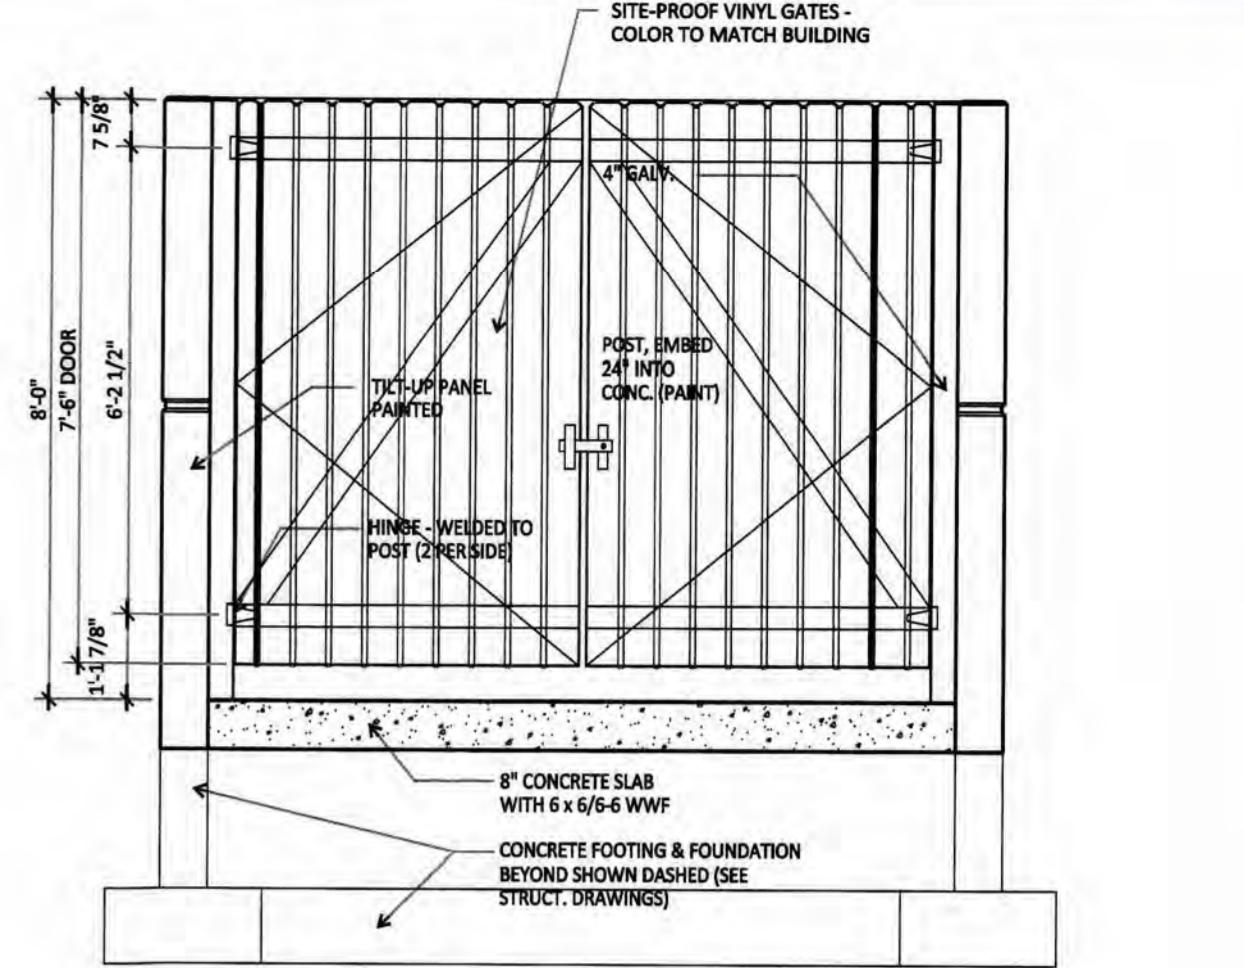 SITE-PROOF VINYL GATES -
COLOR TO MATCH BUILDING
7 5/8"
4" GALV.
8'-0"
7'-6" DOOR
6'-2 1/2"
POST, EMBED
24" INTO
CONC. (PAINT)
TILT-UP PANEL
PAINTED
HINGE - WELDED TO
POST (2 PER SIDE)
1'-1 7/8"
8" CONCRETE SLAB
WITH 6 x 6/6-6 WWF
CONCRETE FOOTING & FOUNDATION
BEYOND SHOWN DASHED (SEE
STRUCT. DRAWINGS)